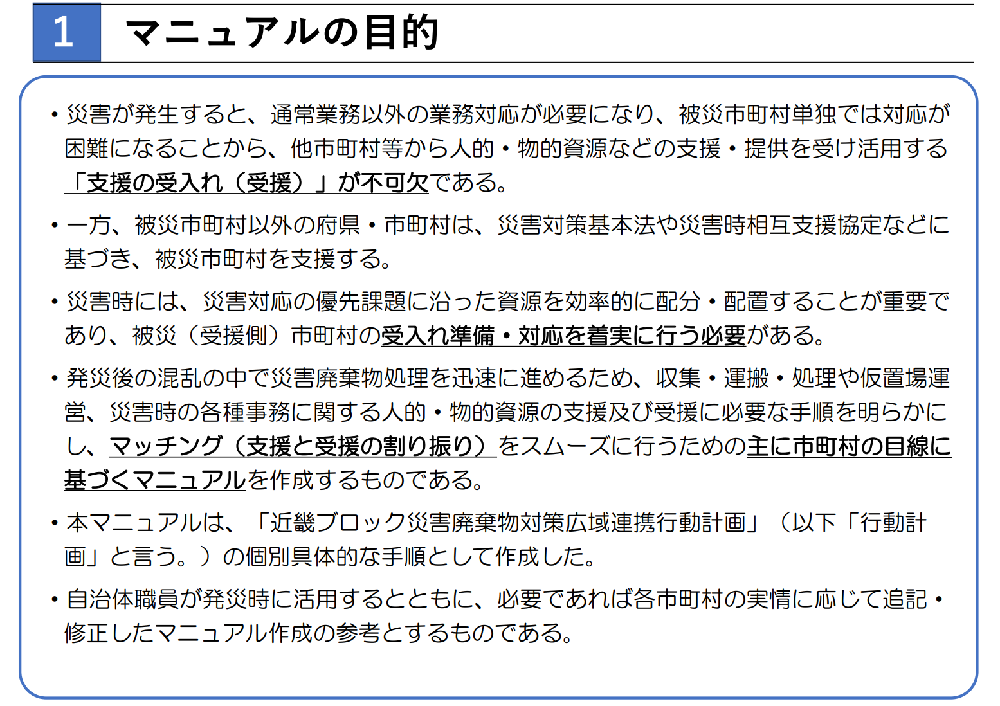 1 マニュアルの目的
・災害が発生すると、通常業務以外の業務対応が必要になり、被災市町村単独では対応が
困難になることから、他市町村等から人的・物的資源などの支援・提供を受け活用する
「支援の受入れ（受援）」が不可欠である。
・一方、被災市町村以外の府県・市町村は、災害対策基本法や災害時相互支援協定などに
基づき、被災市町村を支援する。
・災害時には、災害対応の優先課題に沿った資源を効率的に配分・配置することが重要で
あり、被災（受援側）市町村の受入れ準備・対応を着実に行う必要がある。
・発災後の混乱の中で災害廃棄物処理を迅速に進めるため、収集・運搬・処理や仮置場運
営、災害時の各種事務に関する人的・物的資源の支援及び受援に必要な手順を明らかに
し、マッチング（支援と受援の割り振り）をスムーズに行うための主に市町村の目線に
基づくマニュアルを作成するものである。
・本マニュアルは、「近畿ブロック災害廃棄物対策広域連携行動計画」（以下「行動計
画」と言う。）の個別具体的な手順として作成した。
・自治体職員が発災時に活用するとともに、必要であれば各市町村の実情に応じて追記・
修正したマニュアル作成の参考とするものである。